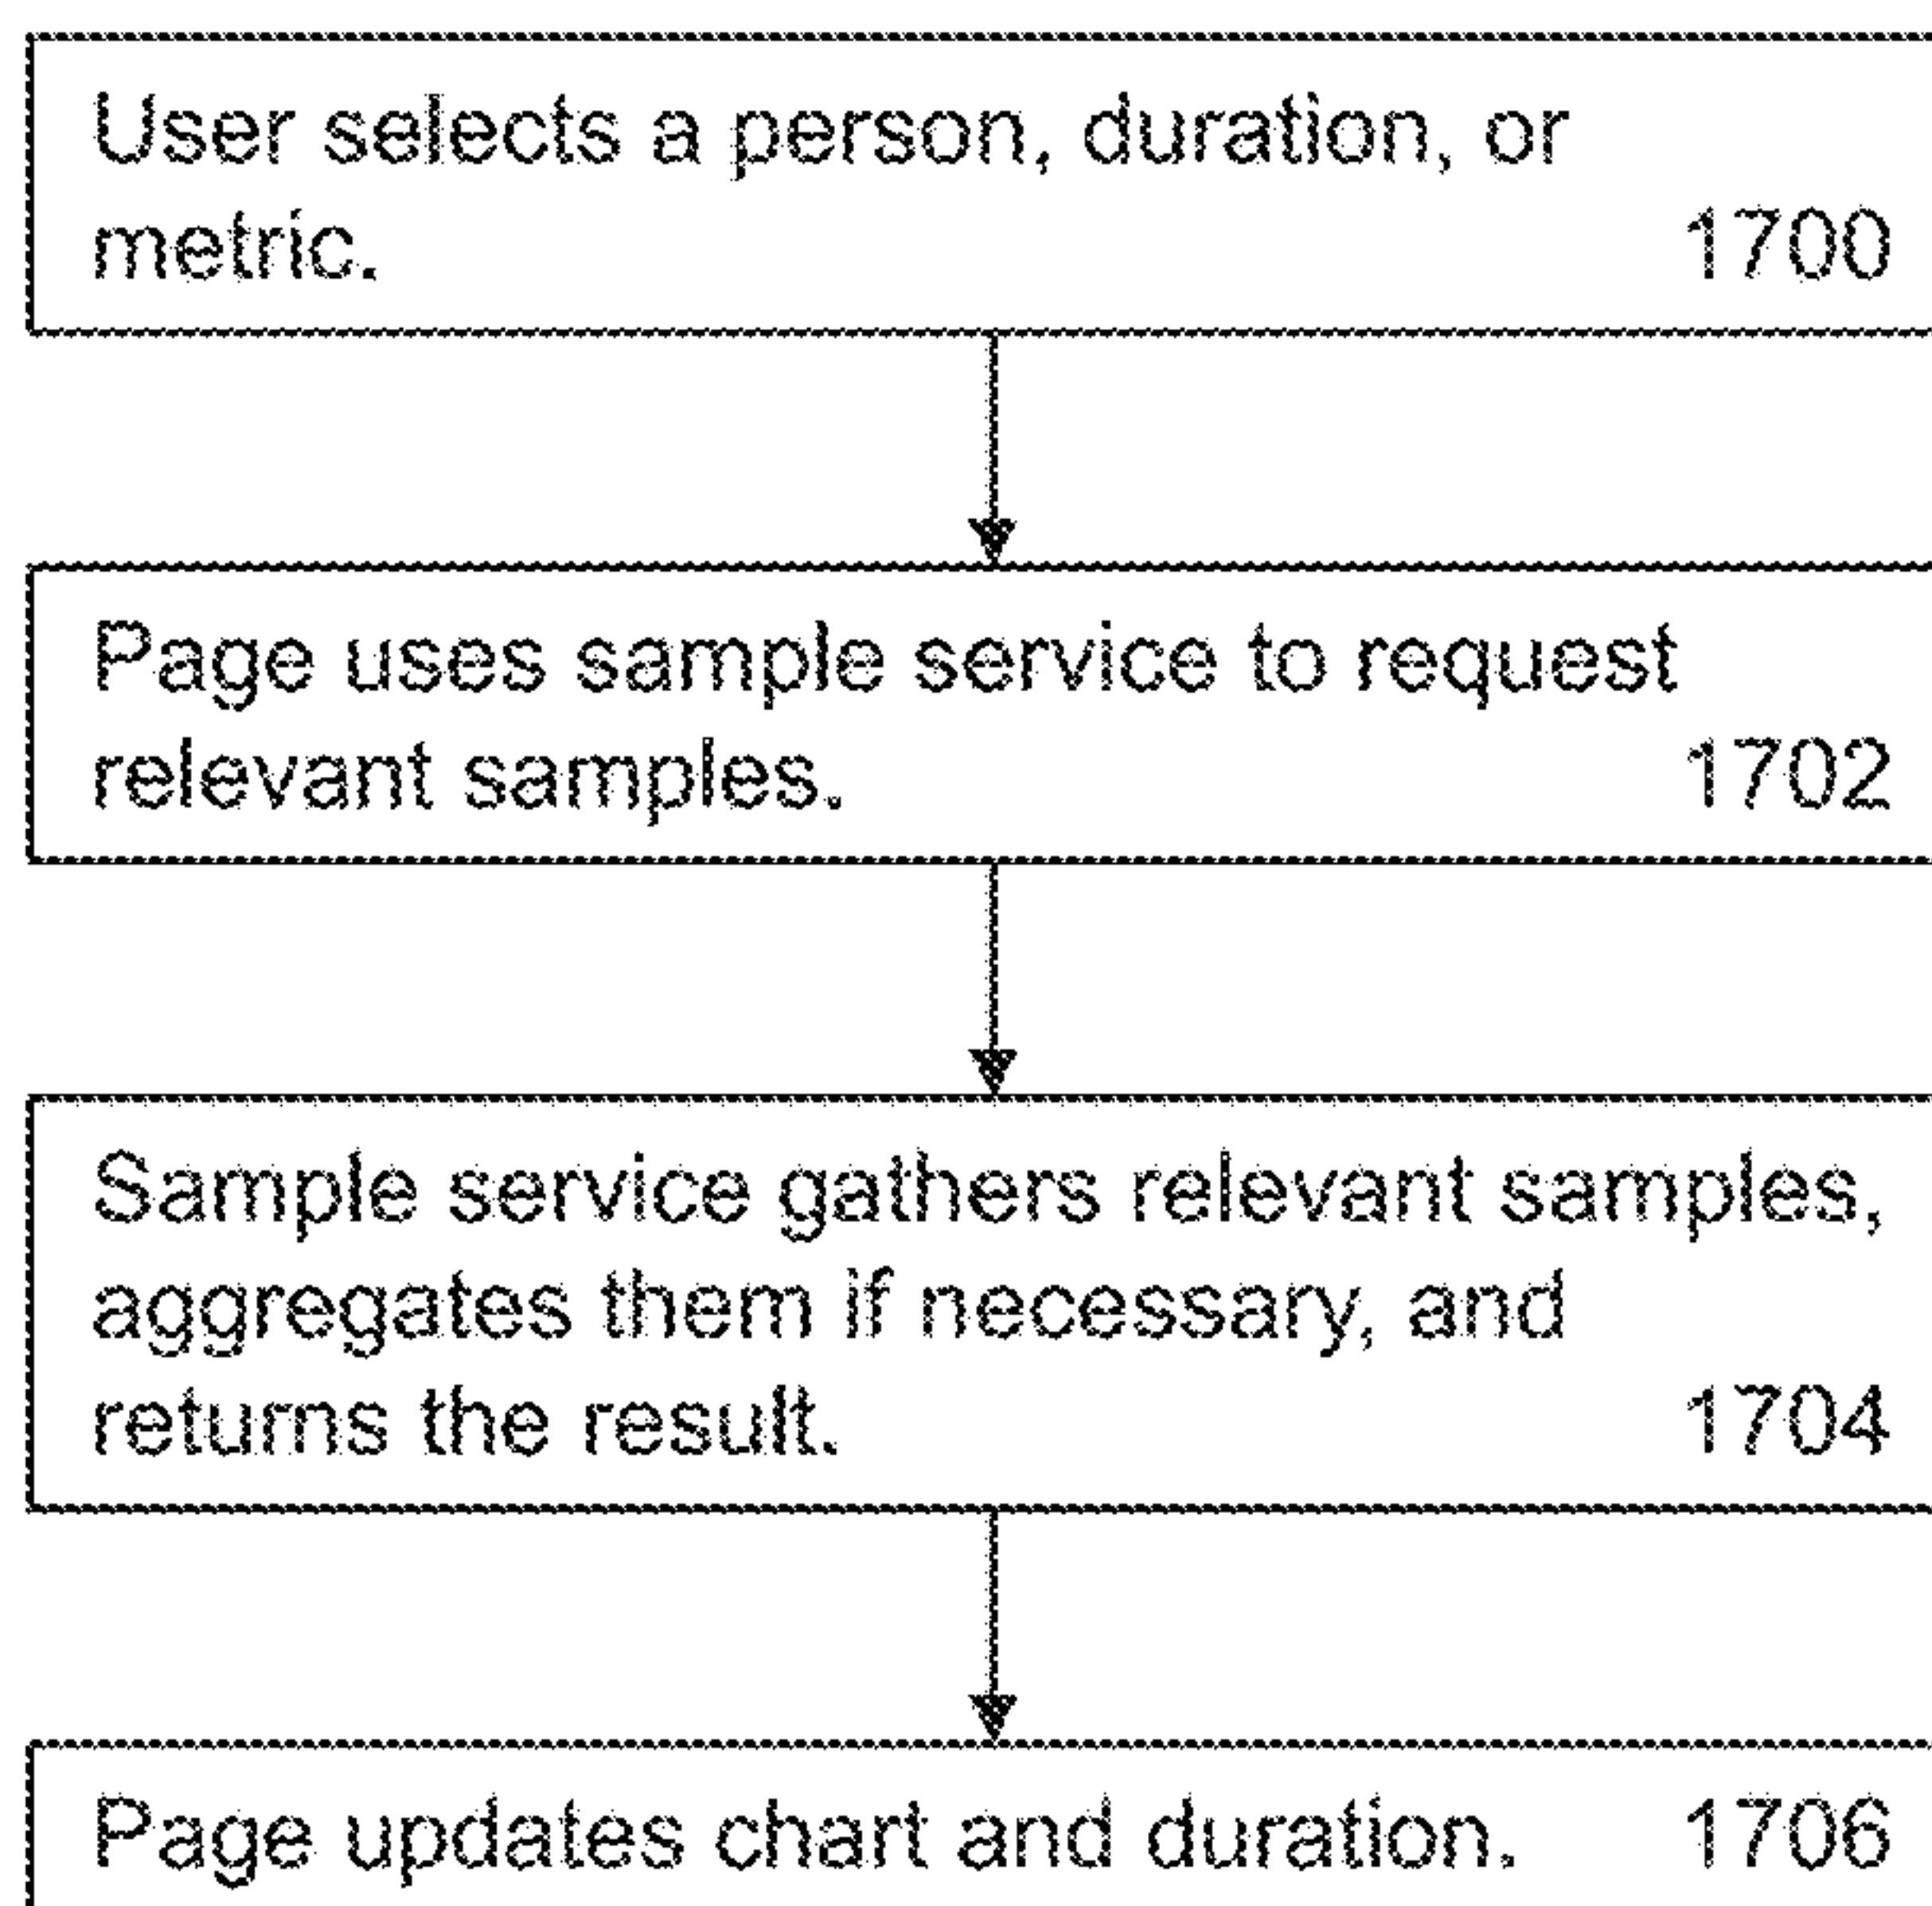 User selects a person, duration, or
metric. 1700
Page uses sample service to request
relevant samples. 1702
Sample service gathers relevant samples,
aggregates them if necessary, and
returns the result. 1704
Page updates chart and duration. 1706